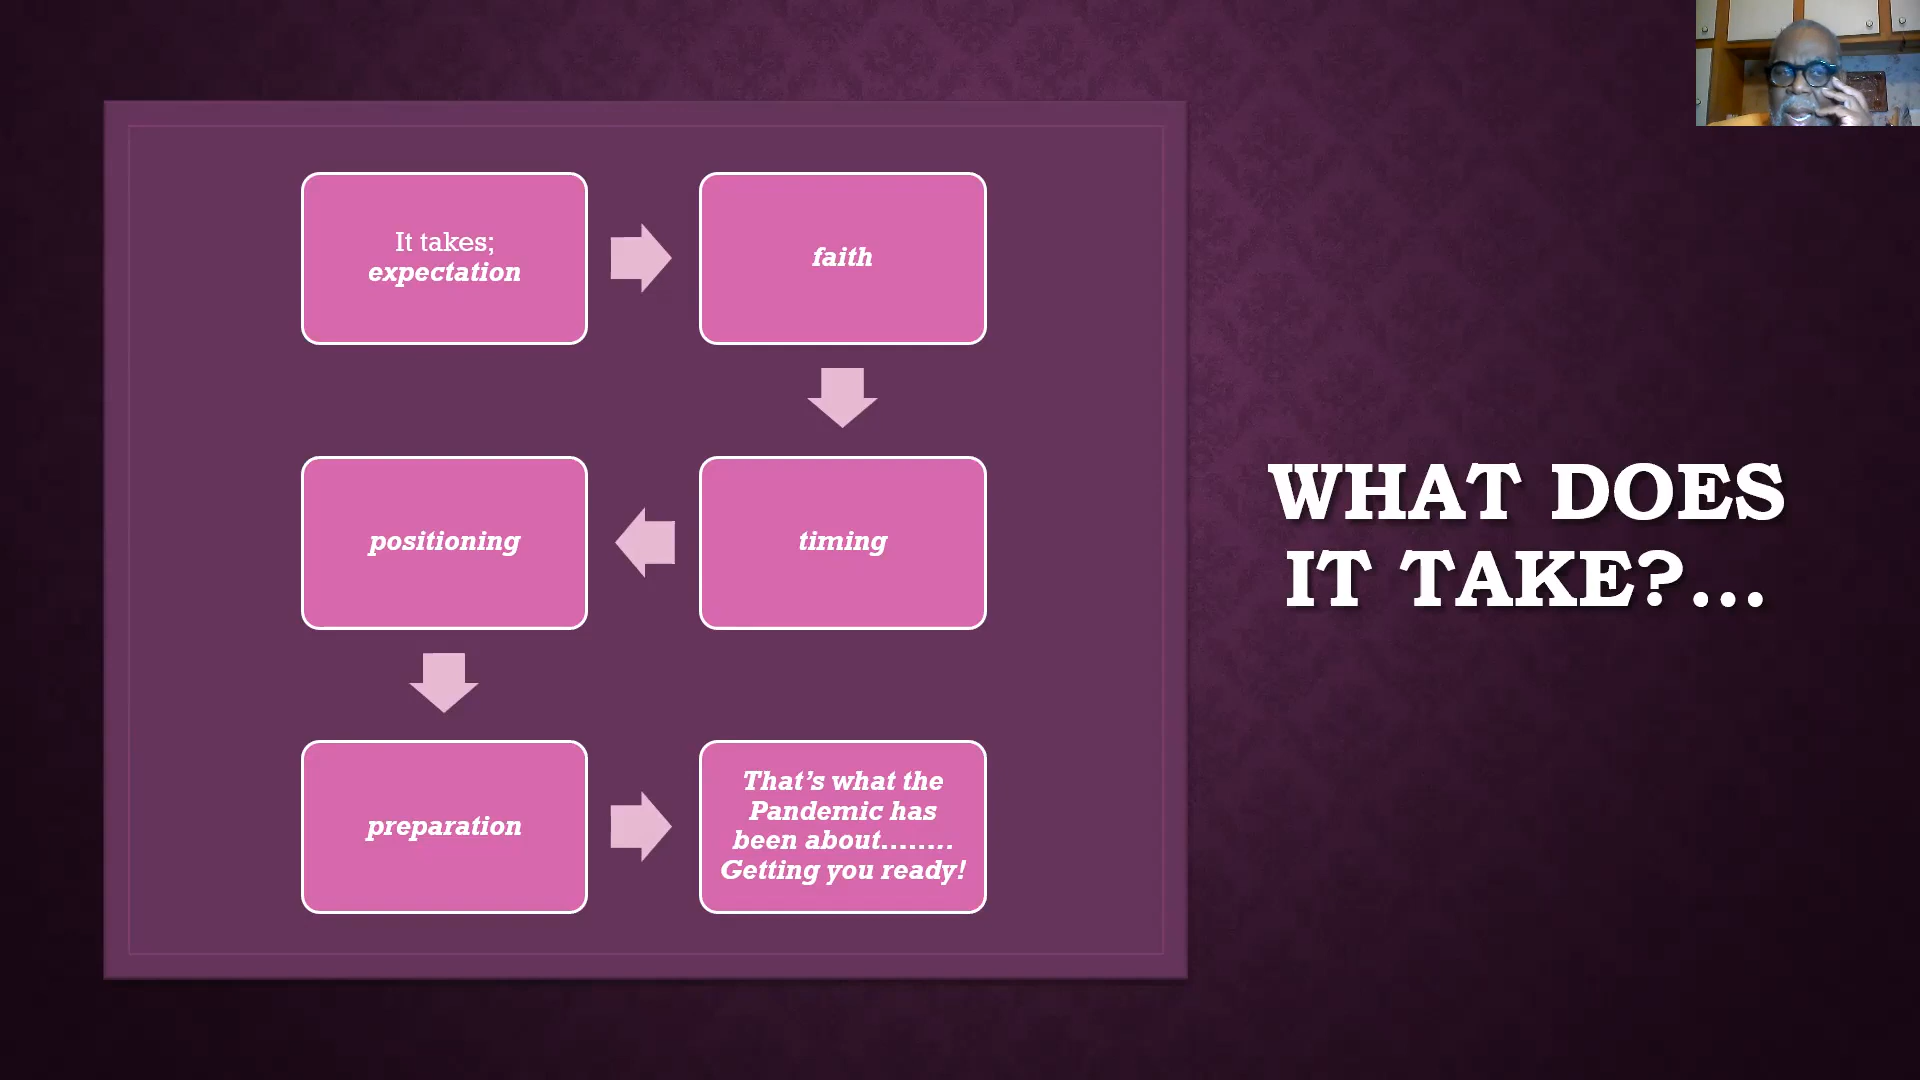 It takes;
expectation
faith
timing
positioning
preparation
That's what the
Pandemic has
been about........
Getting you ready!
WHAT DOES
IT TAKE?...